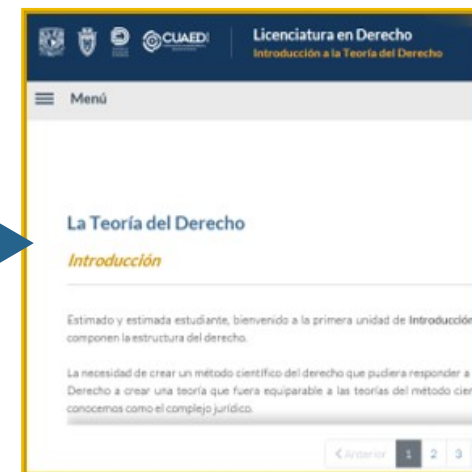 CUAED
Licenciatura en Derecho
Introducción a la Teoría del Derecho
Menú
La Teoría del Derecho
Introducción
Estimado y estimada estudiante, bienvenido a la primera unidad de Introducción
componen la estructura del derecho.
La necesidad de crear un método científico del derecho que pudiera responder a
Derecho a crear una teoría que fuera equiparable a las teorías del método cien
conocemos como el complejo jurídico.
Anterior 1 2 3